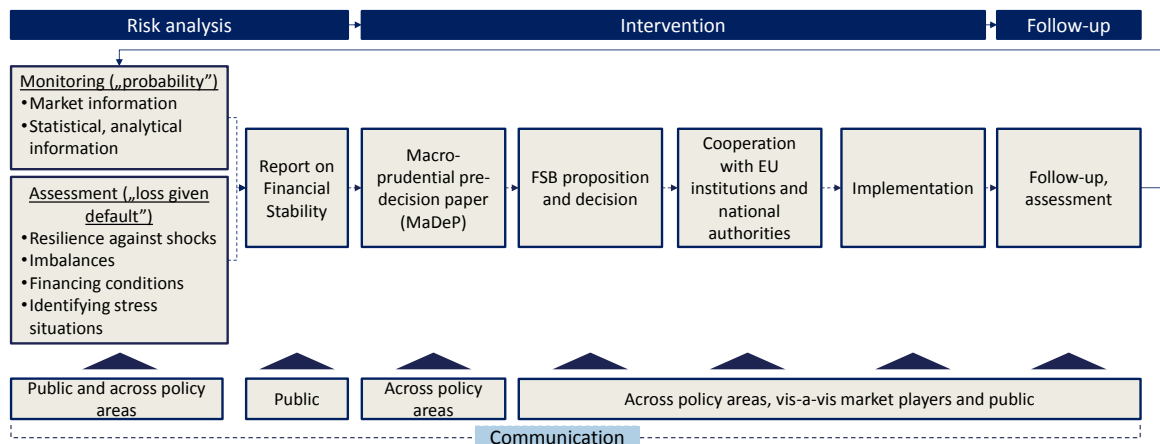 Risk analysis
Intervention
Follow-up
Monitoring („probability”)
•Market information
•Statistical, analytical
information
Assessment („loss given
default”)
•Resilience against shocks
•Imbalances
•Financing conditions
•Identifying stress
situations
Report on
Financial
Stability
Macro-
prudential pre-
decision paper
(MaDeP)
FSB proposition
and decision
Cooperation
with EU
institutions and
national
authorities
Implementation
Follow-up,
assessment
Public and across policy
areas
Public
Across policy
areas
Across policy areas, vis-a-vis market players and public
Communication